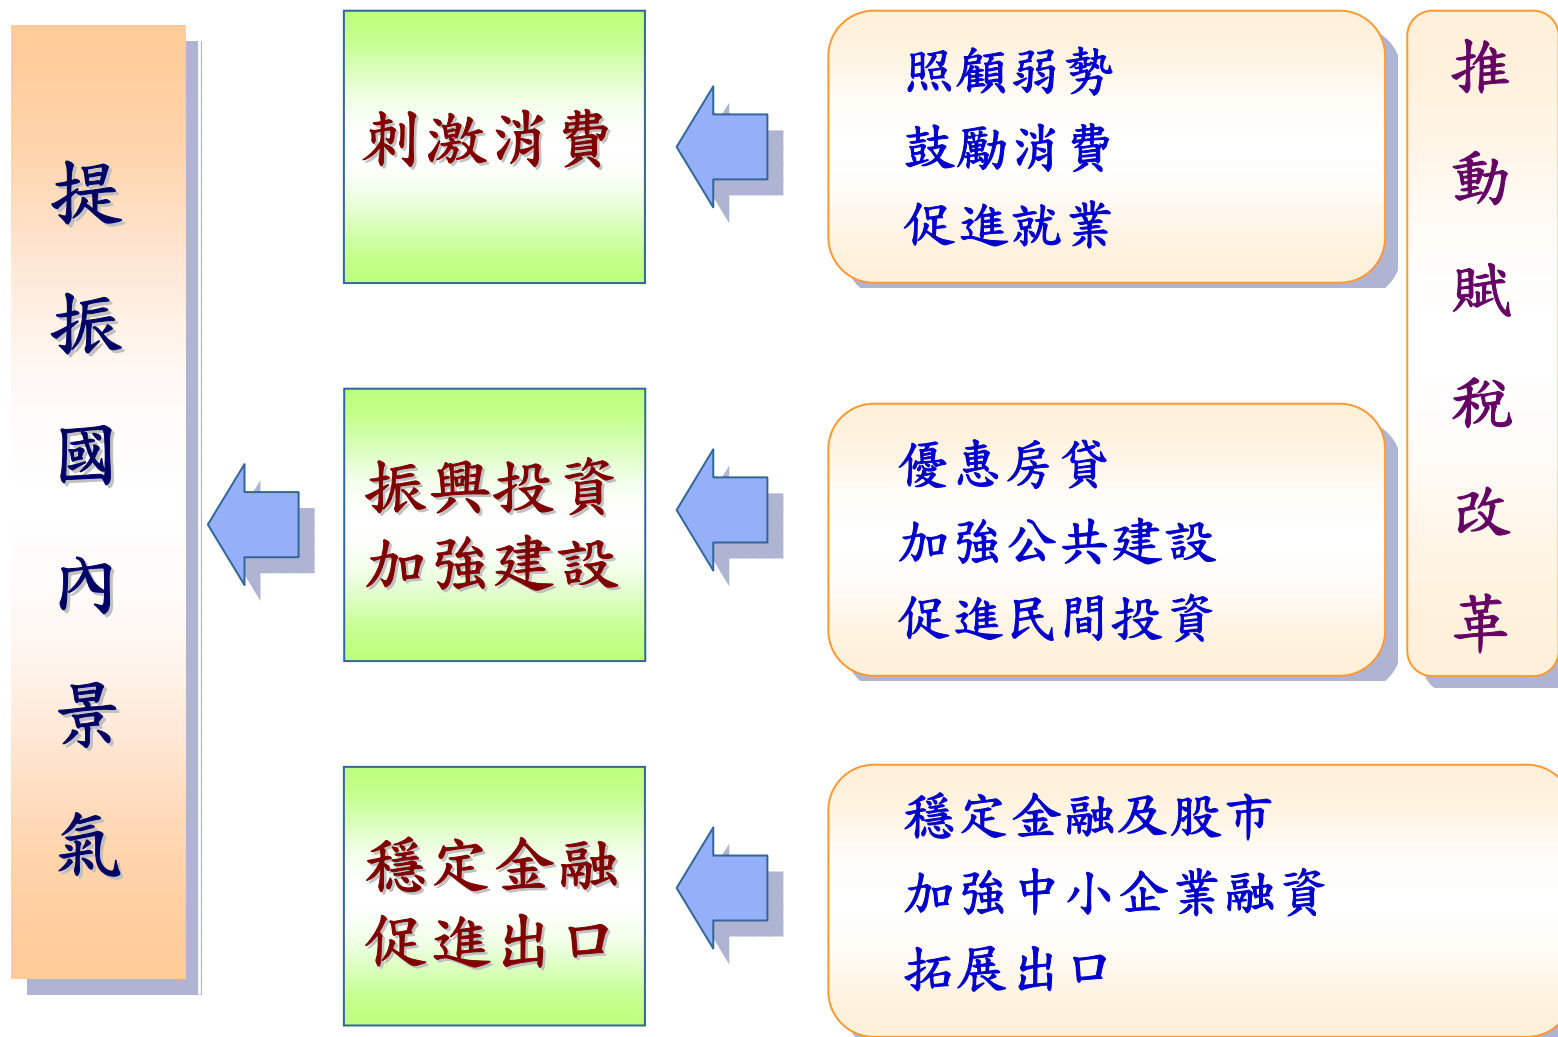 提振國內景氣
刺激消費
照顧弱勢
鼓勵消費
促進就業
推動賦稅改革
振興投資
加強建設
優惠房貸
加強公共建設
促進民間投資
穩定金融
促進出口
穩定金融及股市
加強中小企業融資
拓展出口